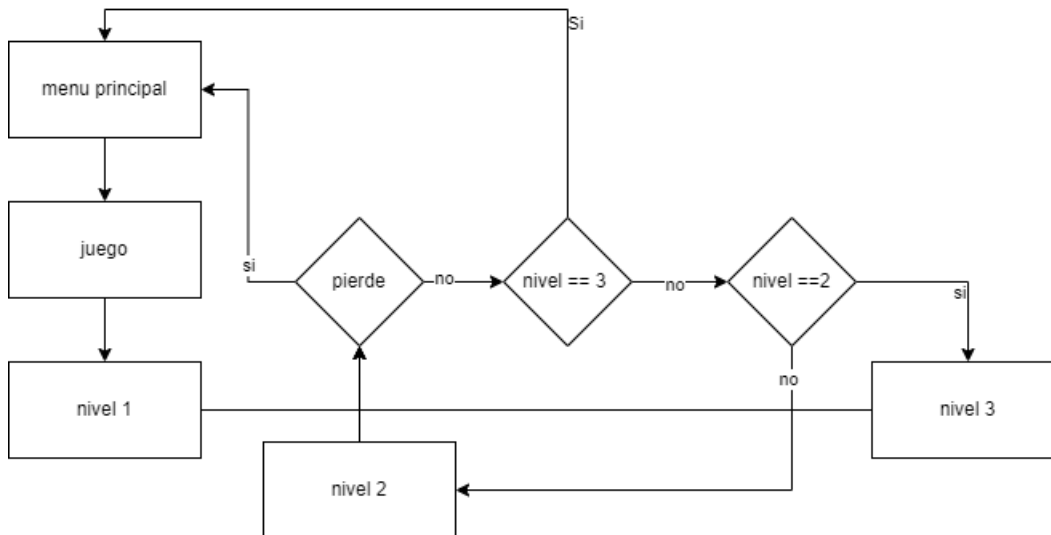 Si
menu principal
juego
si
pierde
no
nivel == 3
no
nivel ==2
si
no
nivel 1
nivel 3
nivel 2